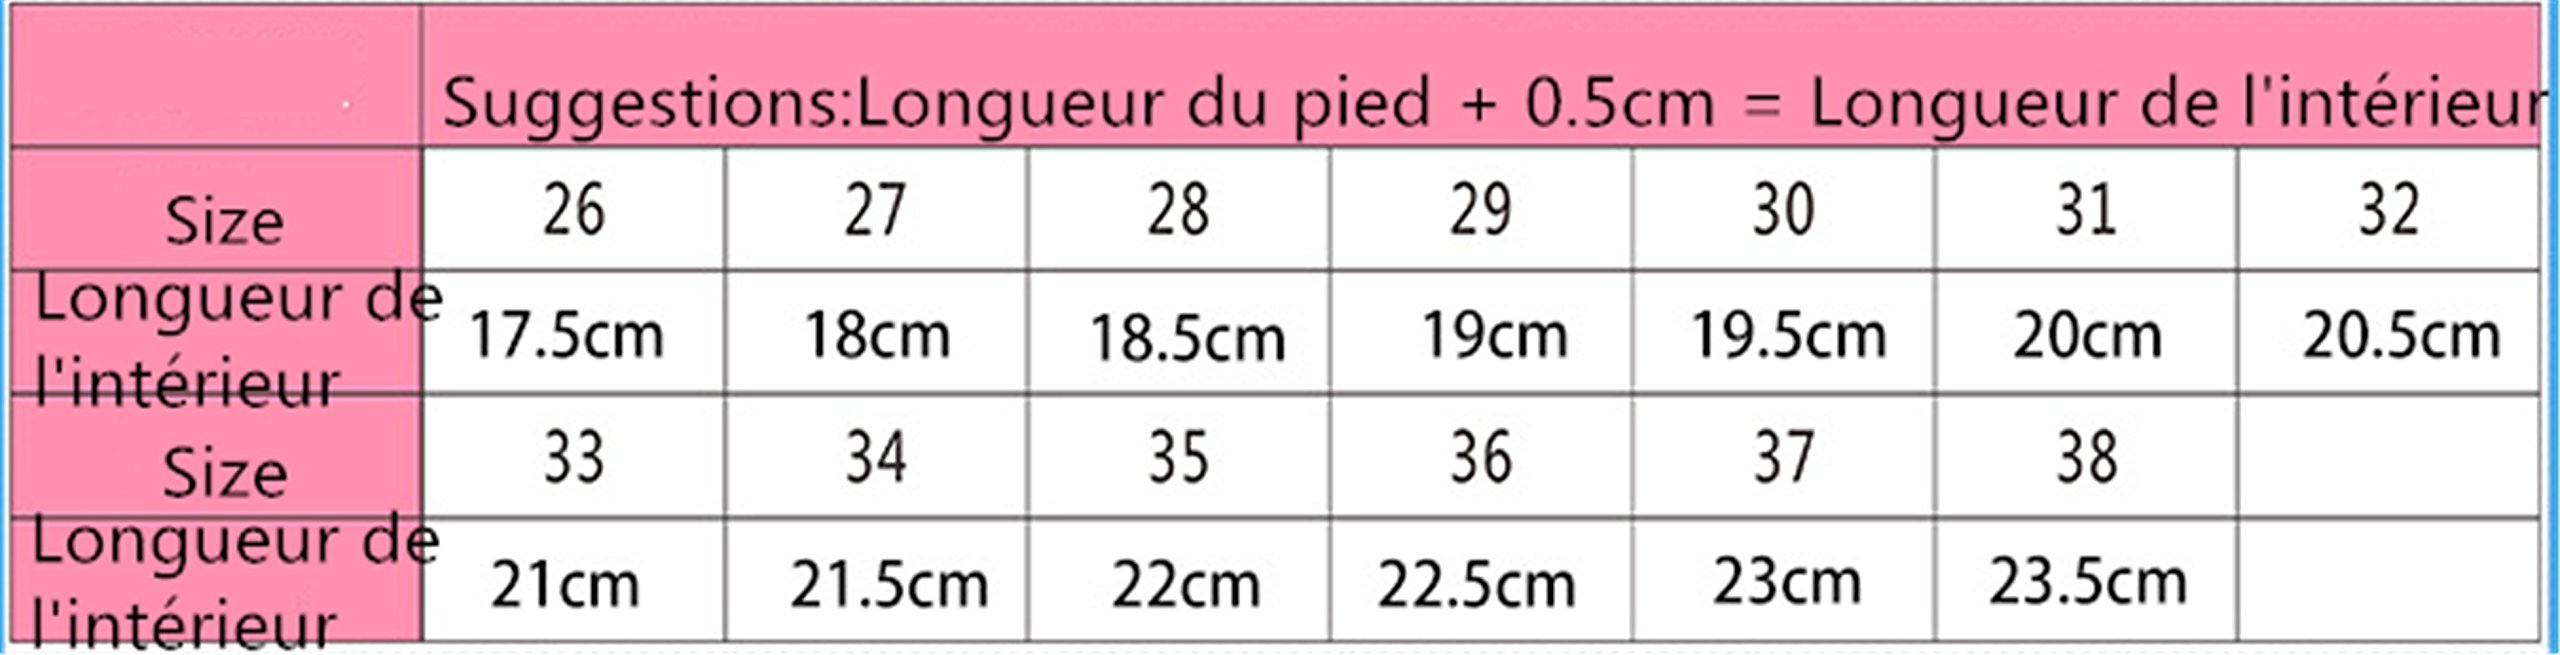 Suggestions:Longueur du pied + 0.5cm = Longueur de l'intérieur
Size 26 27 28 29 30 31 32
Longueur de l'intérieur 17.5cm 18cm 18.5cm 19cm 19.5cm 20cm 20.5cm
Size 33 34 35 36 37 38
Longueur de l'intérieur 21cm 21.5cm 22cm 22.5cm 23cm 23.5cm